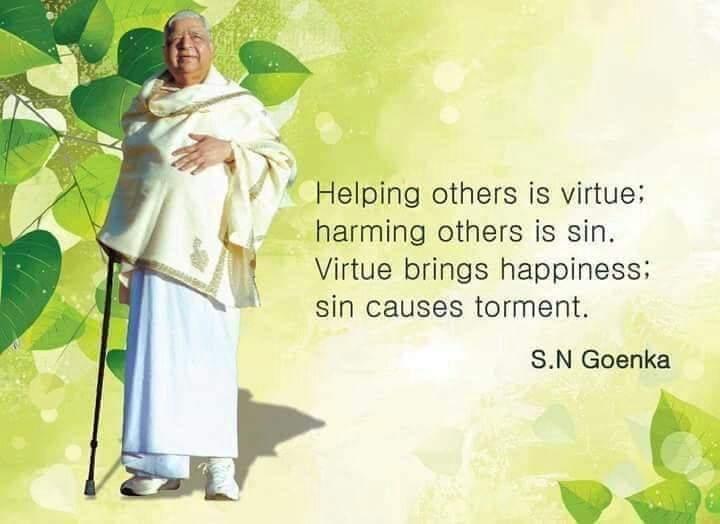 Helping others is virtue;
harming others is sin.
Virtue brings happiness;
sin causes torment.
S.N Goenka